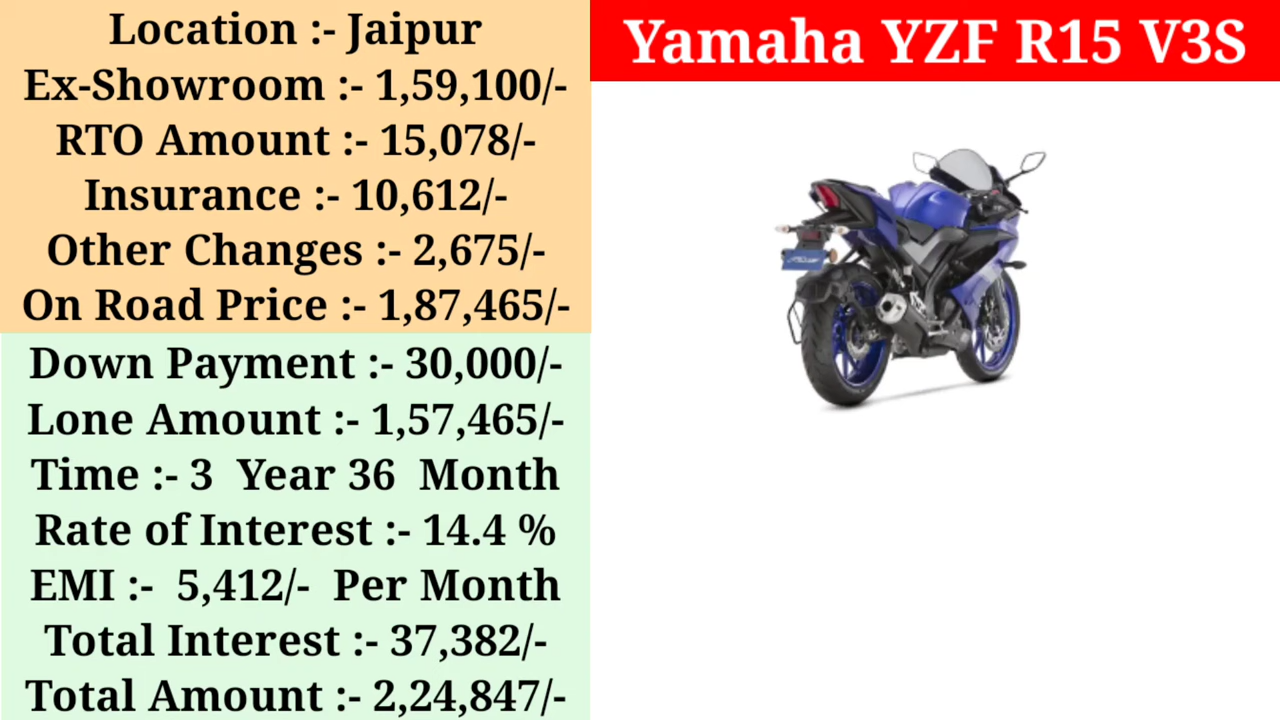 Location :- Jaipur
Ex-Showroom :- 1,59,100/-
RTO Amount :- 15,078/-
Insurance :- 10,612/-
Other Changes :- 2,675/-
On Road Price :- 1,87,465/-
Down Payment :- 30,000/-
Lone Amount :- 1,57,465/-
Time :- 3 Year 36 Month
Rate of Interest :- 14.4 %
EMI :- 5,412/- Per Month
Total Interest :- 37,382/-
Total Amount :- 2,24,847/-
Yamaha YZF R15 V3S